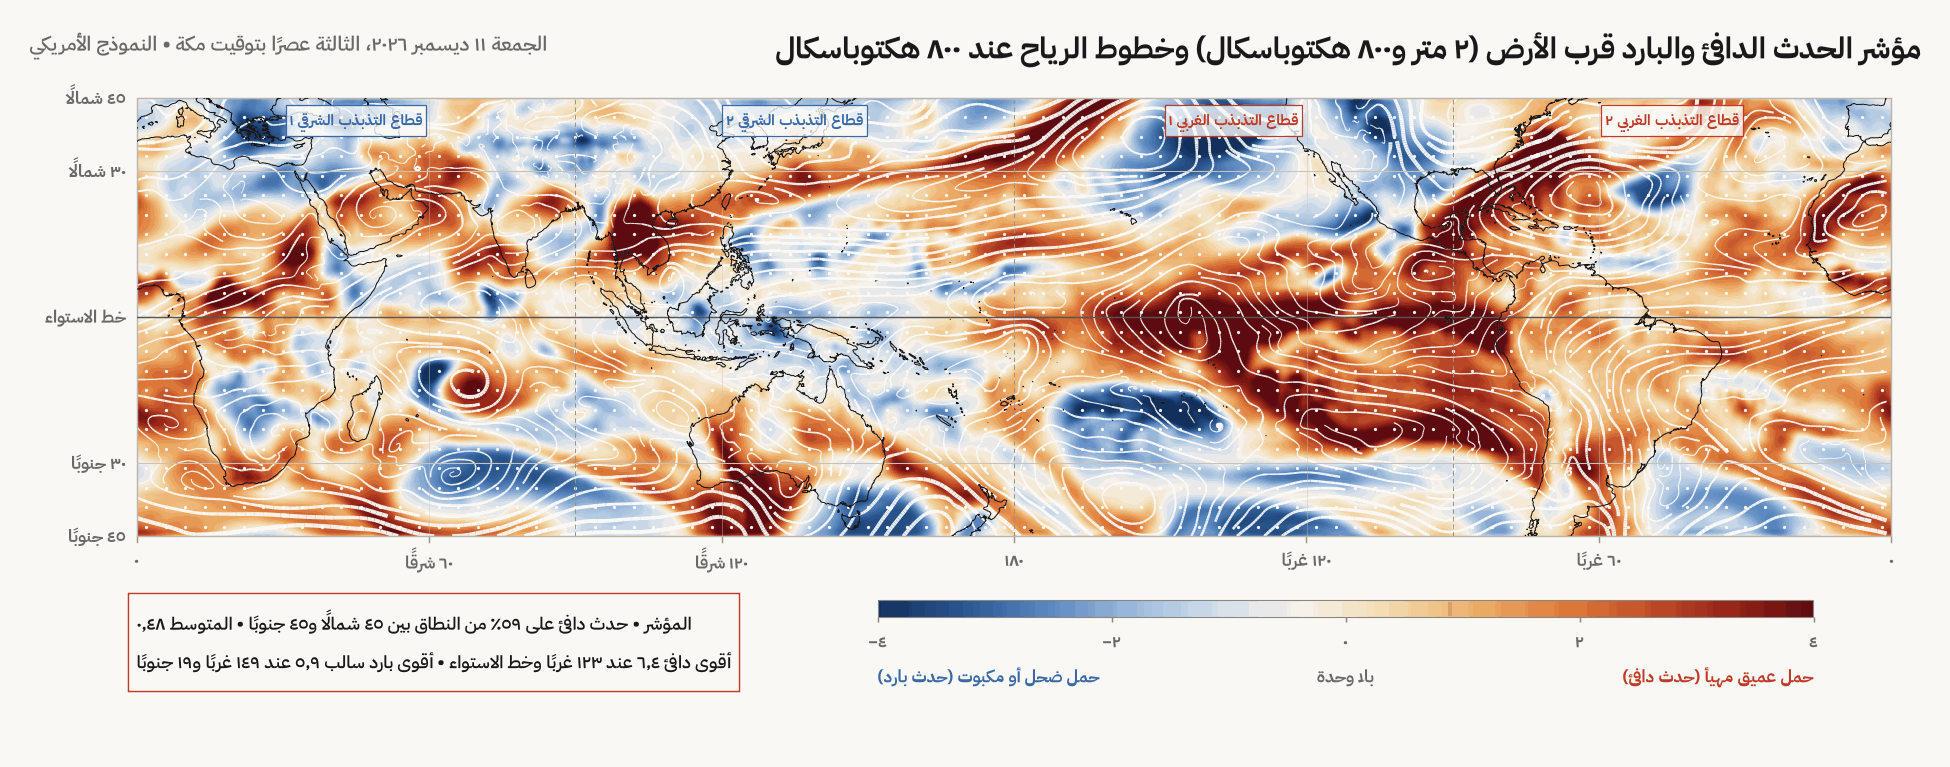 مؤشر الحدث الدافئ والبارد قرب الأرض (٢ متر و٨٠٠ هكتوباسكال) وخطوط الرياح عند ٨٠٠ هكتوباسكال
الجمعة ١١ ديسمبر ٢٠٢٦، الثالثة عصرًا بتوقيت مكة • النموذج الأمريكي
قطاع التذبذب الشرقي ١
قطاع التذبذب الشرقي ٢
قطاع التذبذب الغربي ١
قطاع التذبذب الغربي ٢
٤٥ شمالًا
٣٠ شمالًا
خط الاستواء
٣٠ جنوبًا
٤٥ جنوبًا
٠
٦٠ شرقًا
١٢٠ شرقًا
١٨٠
١٢٠ غربًا
٦٠ غربًا
٠
المؤشر • حدث دافئ على ٥٩٪ من النطاق بين ٤٥ شمالًا و٤٥ جنوبًا • المتوسط ٠,٤٨
أقوى دافئ ٦,٤ عند ١٢٣ غربًا وخط الاستواء • أقوى بارد سالب ٥,٩ عند ١٤٩ غربًا و١٩ جنوبًا
−٤
−٢
٠
٢
٤
حمل ضحل أو مكبوت (حدث بارد)
بلا وحدة
حمل عميق مهيأ (حدث دافئ)